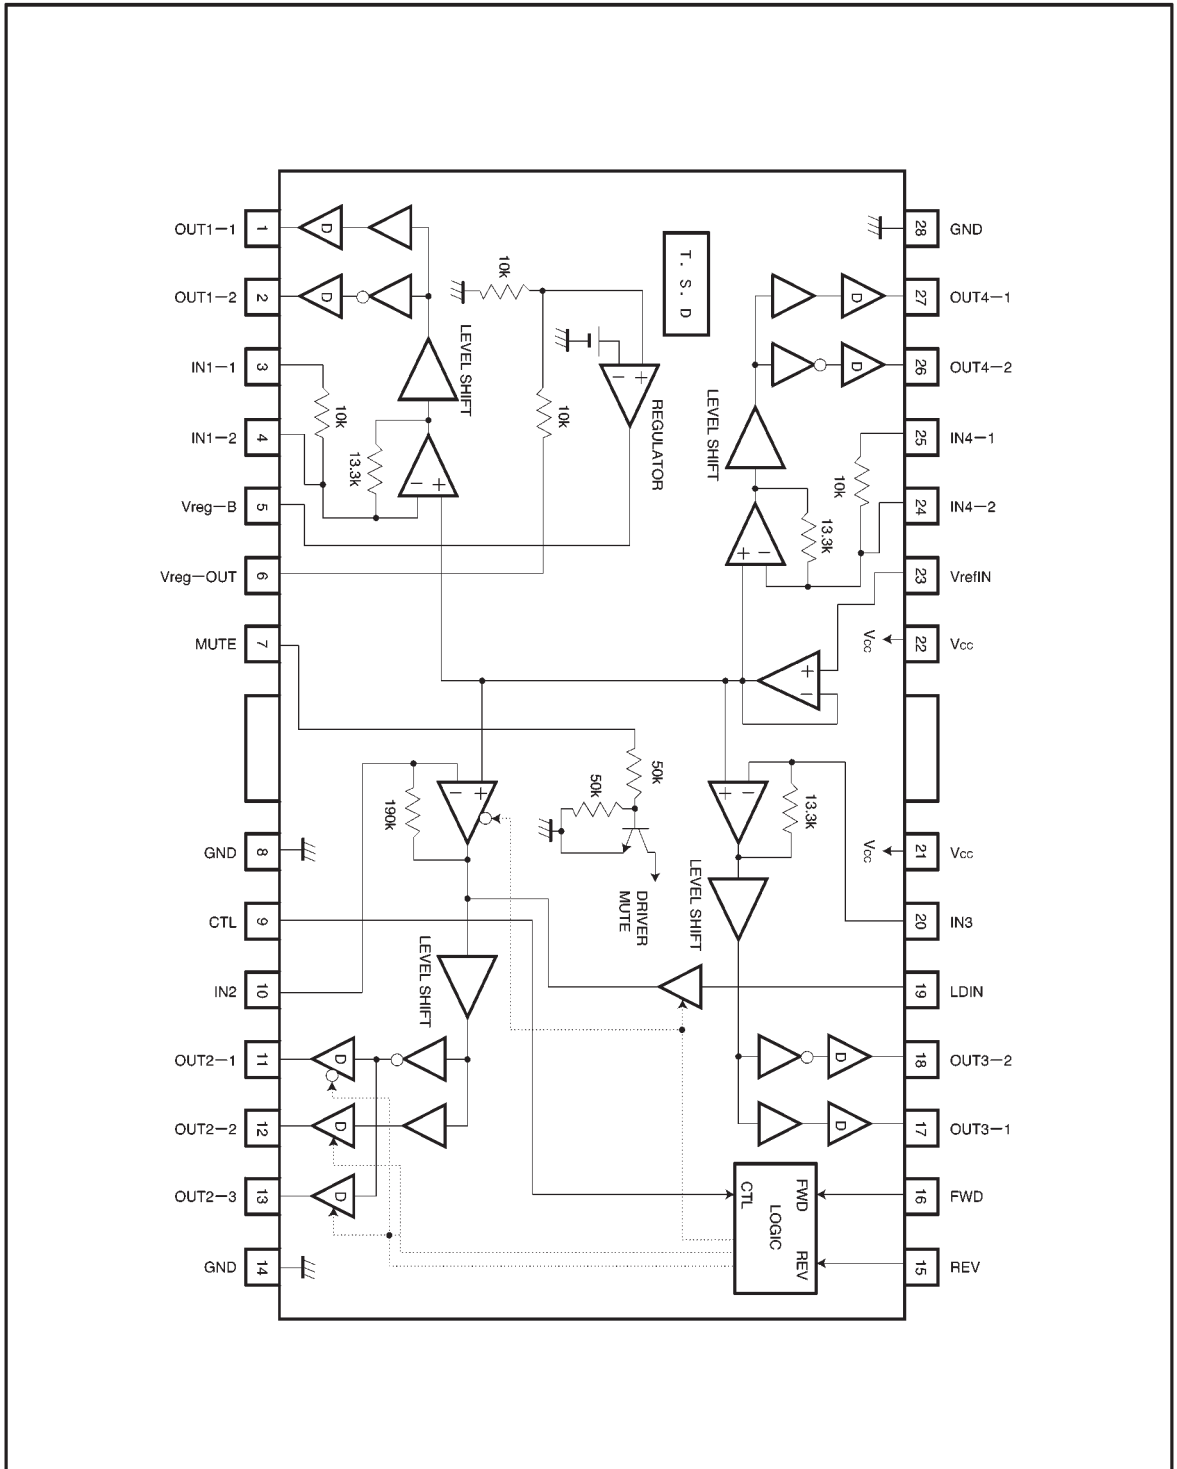 OUT1-1 1
OUT1-2 2
IN1-1 3
IN1-2 4
Vreg-B 5
Vreg-OUT 6
MUTE 7
GND 8
CTL 9
IN2 10
OUT2-1 11
OUT2-2 12
OUT2-3 13
GND 14
28 GND
27 OUT4-1
26 OUT4-2
25 IN4-1
24 IN4-2
23 VrefIN
22 Vcc
21 Vcc
20 IN3
19 LDIN
18 OUT3-2
17 OUT3-1
16 FWD
15 REV
D
D
LEVEL SHIFT
10k
13.3k
- +
10k
10k
- +
REGULATOR
T. S. D
D
D
LEVEL SHIFT
10k
13.3k
+ -
Vcc
+
-
190k
- +
50k
50k
DRIVER
MUTE
+ -
13.3k
Vcc
LEVEL SHIFT
LEVEL SHIFT
D
D
D
D
D
CTL
FWD
LOGIC
REV